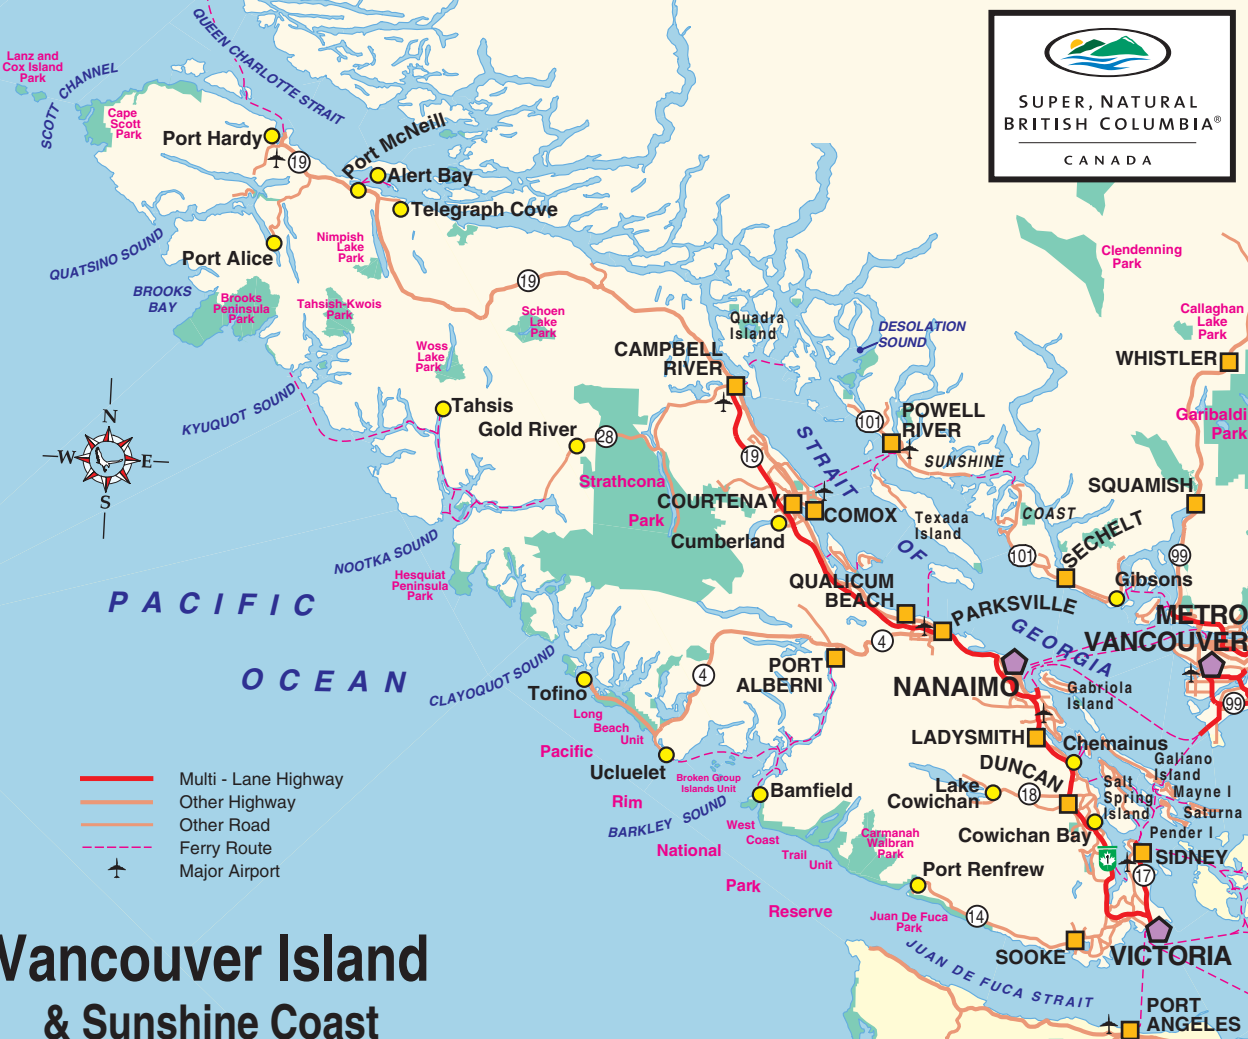 QUEEN CHARLOTTE STRAIT
Lanz and
Cox Island
Park
SCOTT CHANNEL
Cape
Scott
Park
Port Hardy
19
Port McNeill
Alert Bay
Telegraph Cove
QUATSINO SOUND
Port Alice
Nimpish
Lake
Park
BROOKS
BAY
Brooks
Peninsula
Park
Tahsish-Kwois
Park
19
Schoen
Lake
Park
Woss
Lake
Park
KYUQUOT SOUND
Tahsis
Gold River
28
Strathcona
Park
Quadra
Island
CAMPBELL
RIVER
DESOLATION
SOUND
SUPER, NATURAL
BRITISH COLUMBIA®
CANADA
Clendenning
Park
Callaghan
Lake
Park
WHISTLER
Garibaldi
Park
101
POWELL
RIVER
SUNSHINE
COAST
19
STRAIT
OF
GEORGIA
COURTENAY
COMOX
Cumberland
Texada
Island
SQUAMISH
SECHELT
101
99
Gibsons
METRO
VANCOUVER
99
N
W
E
S
NOOTKA SOUND
Hesquiat
Peninsula
Park
PACIFIC
OCEAN
QUALICUM
BEACH
PARKSVILLE
4
PORT
ALBERNI
4
NANAIMO
Gabriola
Island
CLAYOQUOT SOUND
Tofino
Long
Beach
Unit
Pacific
Rim
National
Park
Reserve
Ucluelet
Broken Group
Islands Unit
BARKLEY SOUND
Bamfield
West
Coast
Trail
Unit
Carmanah
Walbran
Park
LADYSMITH
Chemainus
DUNCAN
Lake
Cowichan
18
Cowichan Bay
Salt
Spring
Island
Galiano
Island
Mayne I
Saturna
Pender I
1
SIDNEY
17
Port Renfrew
Juan De Fuca
Park
14
SOOKE
VICTORIA
JUAN DE FUCA STRAIT
PORT
ANGELES
Multi - Lane Highway
Other Highway
Other Road
Ferry Route
Major Airport
Vancouver Island
& Sunshine Coast